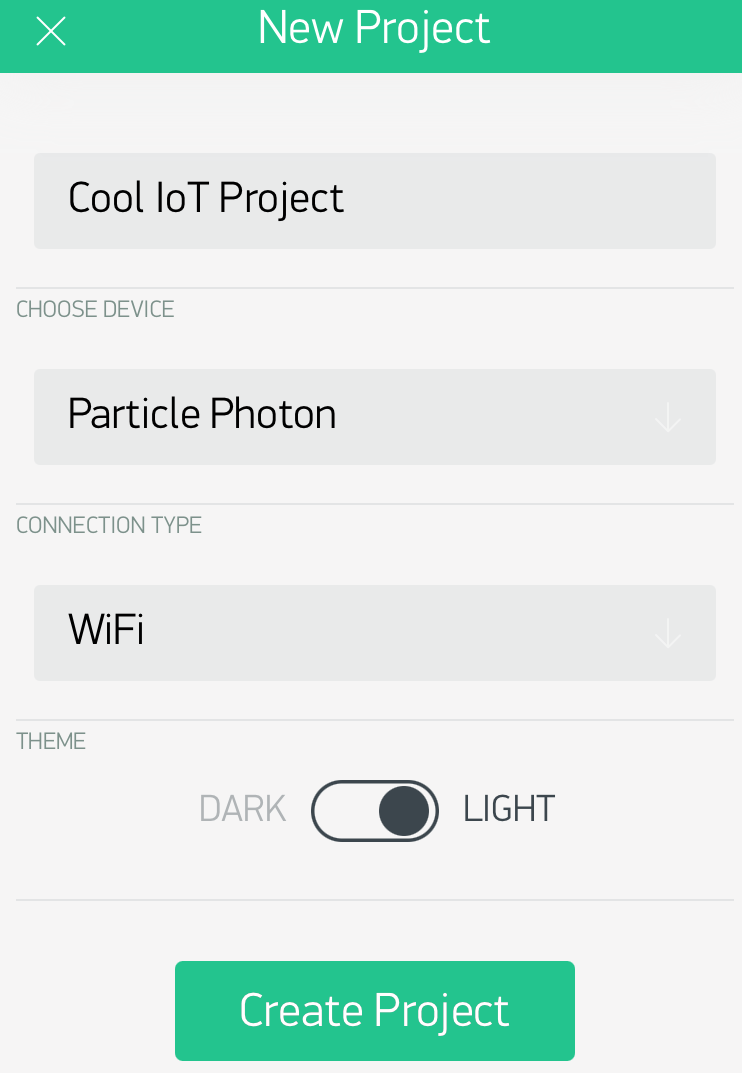 New Project
Cool IoT Project
CHOOSE DEVICE
Particle Photon
CONNECTION TYPE
WiFi
THEME
DARK LIGHT
Create Project